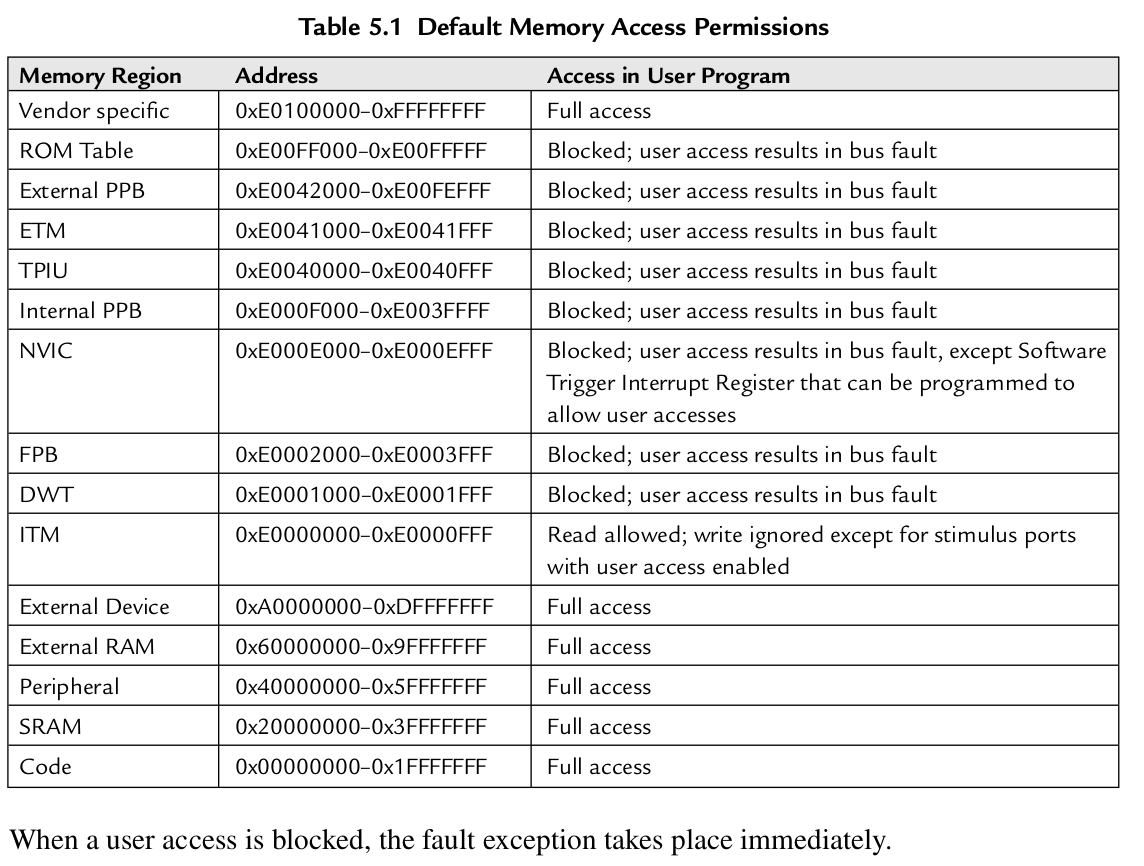 Table 5.1 Default Memory Access Permissions
Memory Region Address Access in User Program
Vendor specific 0xE0100000–0xFFFFFFFF Full access
ROM Table 0xE00FF000–0xE00FFFFF Blocked; user access results in bus fault
External PPB 0xE0042000–0xE00FEFFF Blocked; user access results in bus fault
ETM 0xE0041000–0xE0041FFF Blocked; user access results in bus fault
TPIU 0xE0040000–0xE0040FFF Blocked; user access results in bus fault
Internal PPB 0xE000F000–0xE003FFFF Blocked; user access results in bus fault
NVIC 0xE000E000–0xE000EFFF Blocked; user access results in bus fault, except Software
Trigger Interrupt Register that can be programmed to
allow user accesses
FPB 0xE0002000–0xE0003FFF Blocked; user access results in bus fault
DWT 0xE0001000–0xE0001FFF Blocked; user access results in bus fault
ITM 0xE0000000–0xE0000FFF Read allowed; write ignored except for stimulus ports
with user access enabled
External Device 0xA0000000–0xDFFFFFFF Full access
External RAM 0x60000000–0x9FFFFFFF Full access
Peripheral 0x40000000–0x5FFFFFFF Full access
SRAM 0x20000000–0x3FFFFFFF Full access
Code 0x00000000–0x1FFFFFFF Full access
When a user access is blocked, the fault exception takes place immediately.